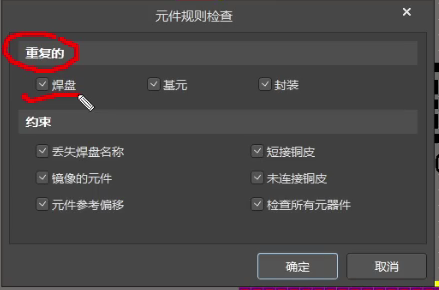 元件规则检查
重复的
焊盘 基元 封装
约束
丢失焊盘名称 短接铜皮
镜像的元件 未连接铜皮
元件参考偏移 检查所有元器件
确定 取消